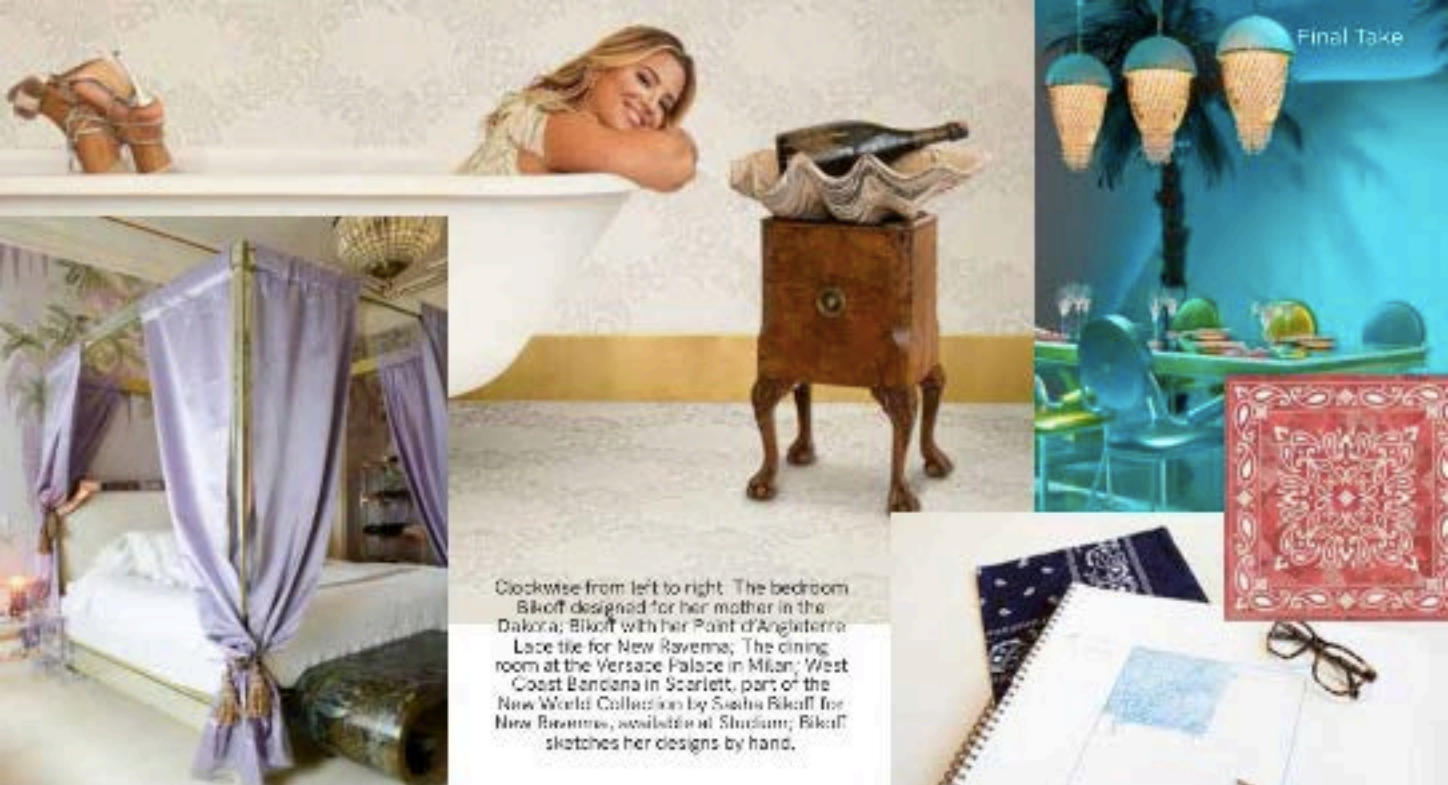 Final Take
Clockwise from left to right: The bedroom
Bikoff designed for her mother in the
Dakota; Bikoff with her Point d'Angleterre
Lace tile for New Ravenna; The dining
room at the Versace Palace in Milan; West
Coast Bandana in Scarlett, part of the
New World Collection by Sasha Bikoff for
New Ravenna, available at Studium; Bikoff
sketches her designs by hand.